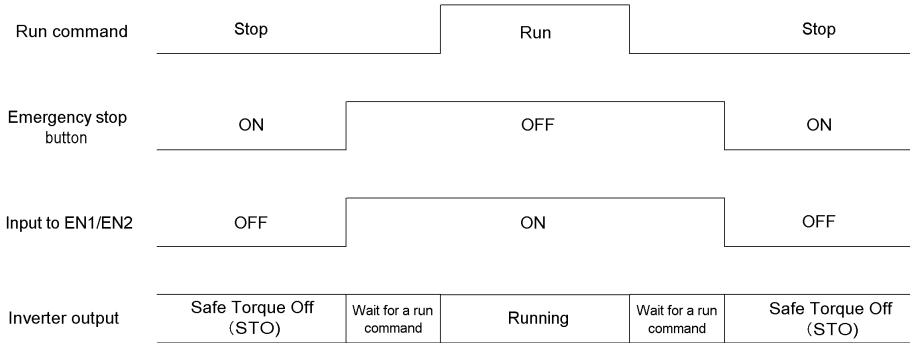 Run command
Stop
Run
Stop
Emergency stop
button
ON
OFF
ON
Input to EN1/EN2
OFF
ON
OFF
Inverter output
Safe Torque Off
(STO)
Wait for a run
command
Running
Wait for a run
command
Safe Torque Off
(STO)